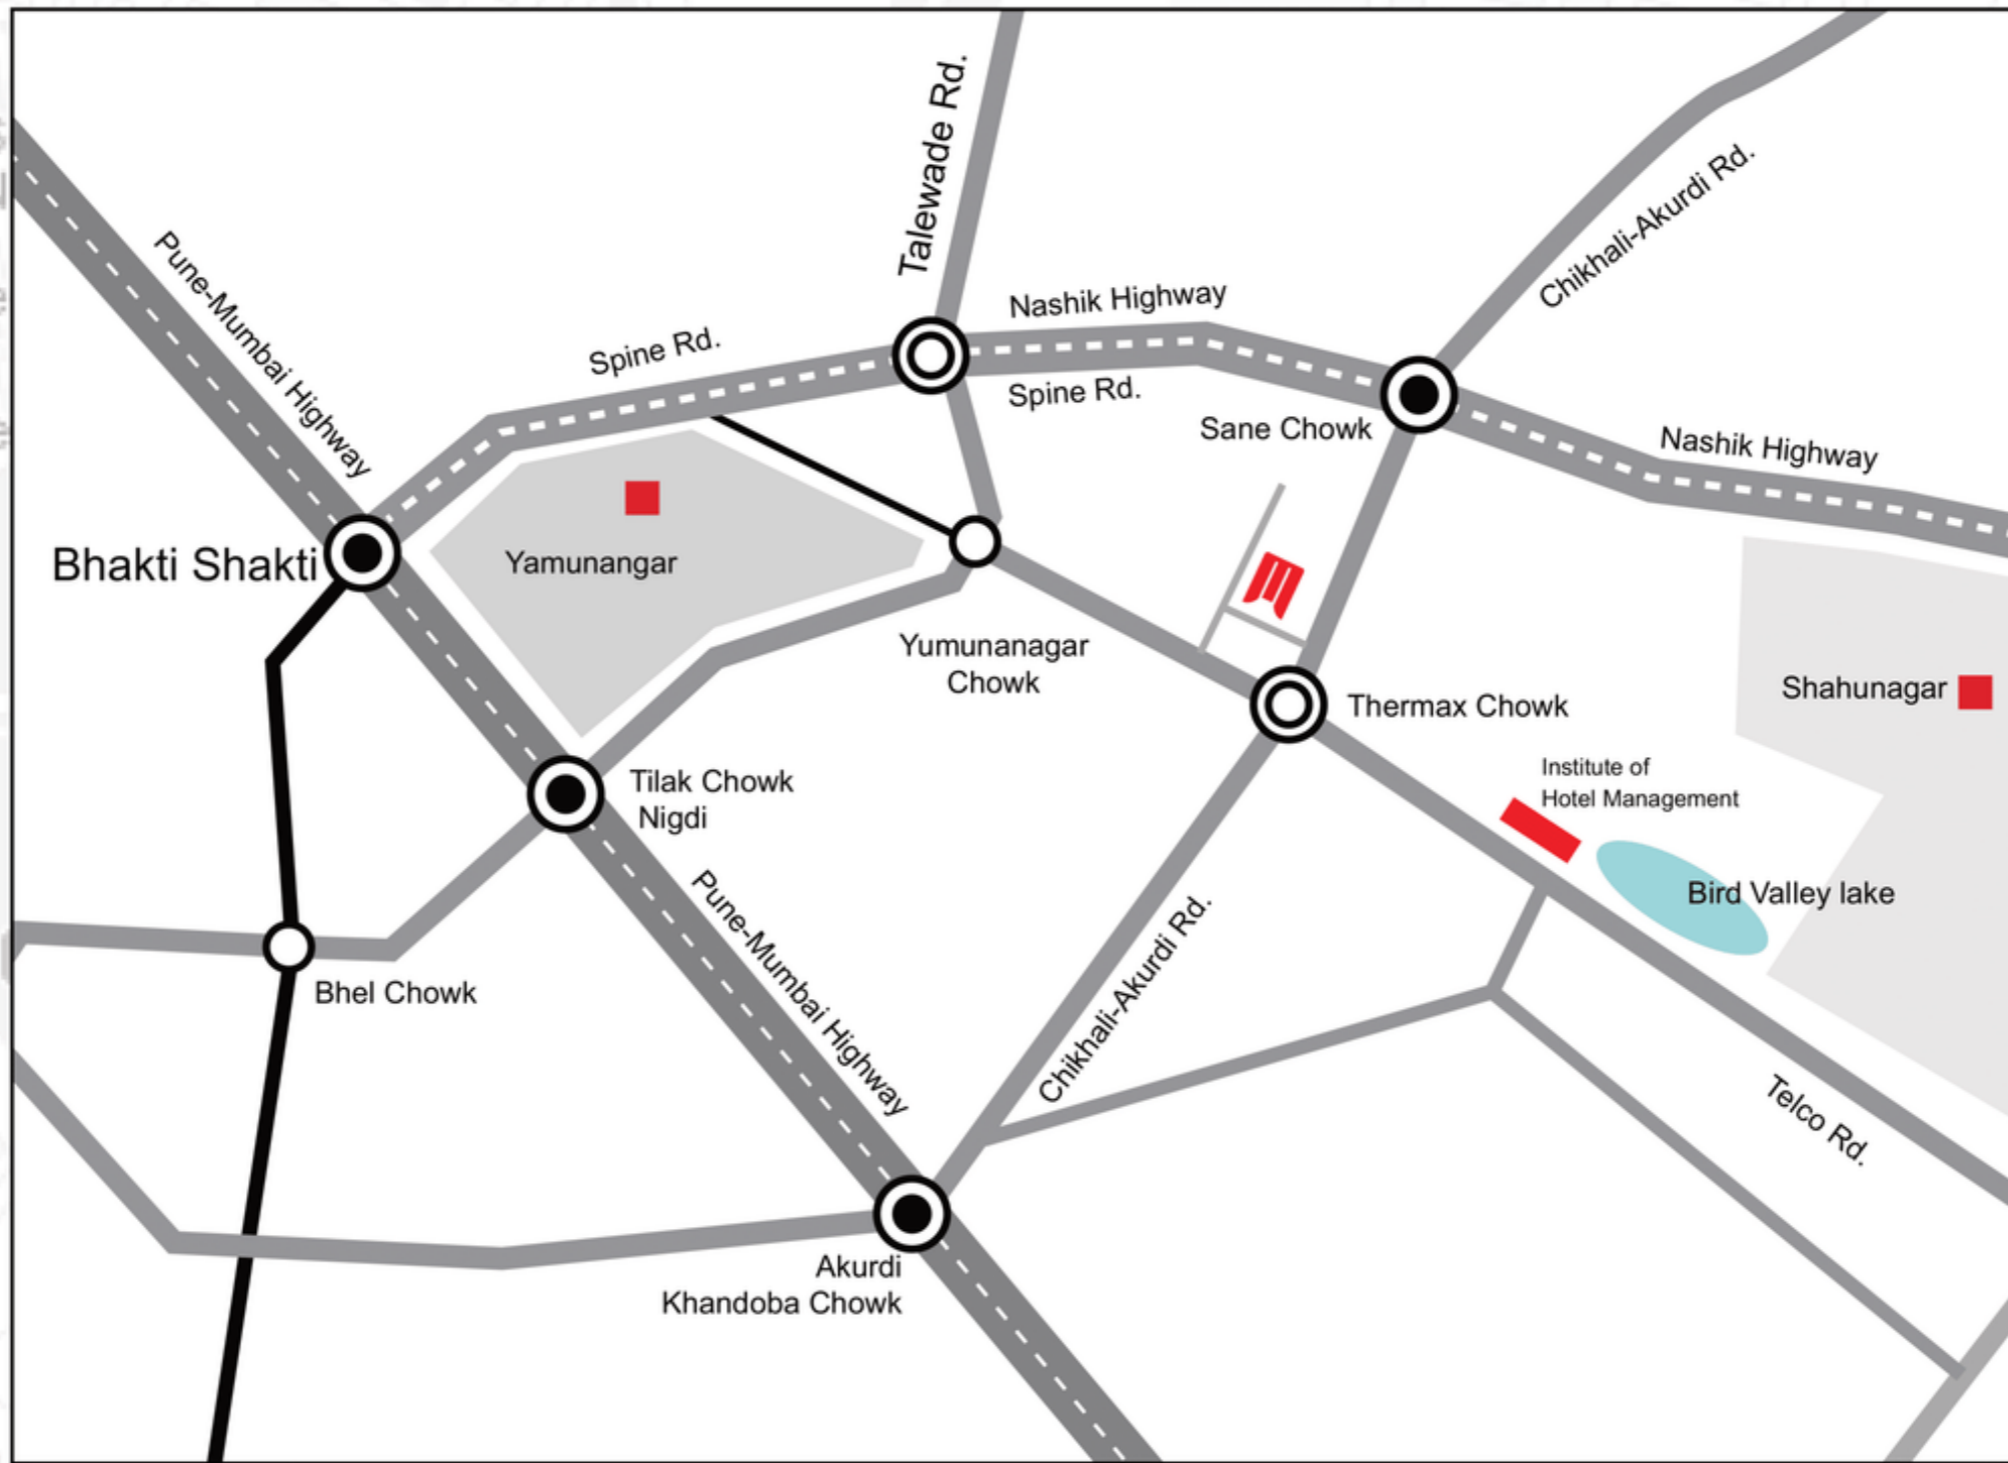 Talewade Rd.
Chikhali-Akurdi Rd.
Pune-Mumbai Highway
Nashik Highway
Spine Rd.
Spine Rd.
Sane Chowk
Nashik Highway
Bhakti Shakti
Yamunangar
Yumunanagar
Chowk
Thermax Chowk
Shahunagar
Institute of
Hotel Management
Tilak Chowk
Nigdi
Bird Valley lake
Pune-Mumbai Highway
Chikhali-Akurdi Rd.
Bhel Chowk
Telco Rd.
Akurdi
Khandoba Chowk